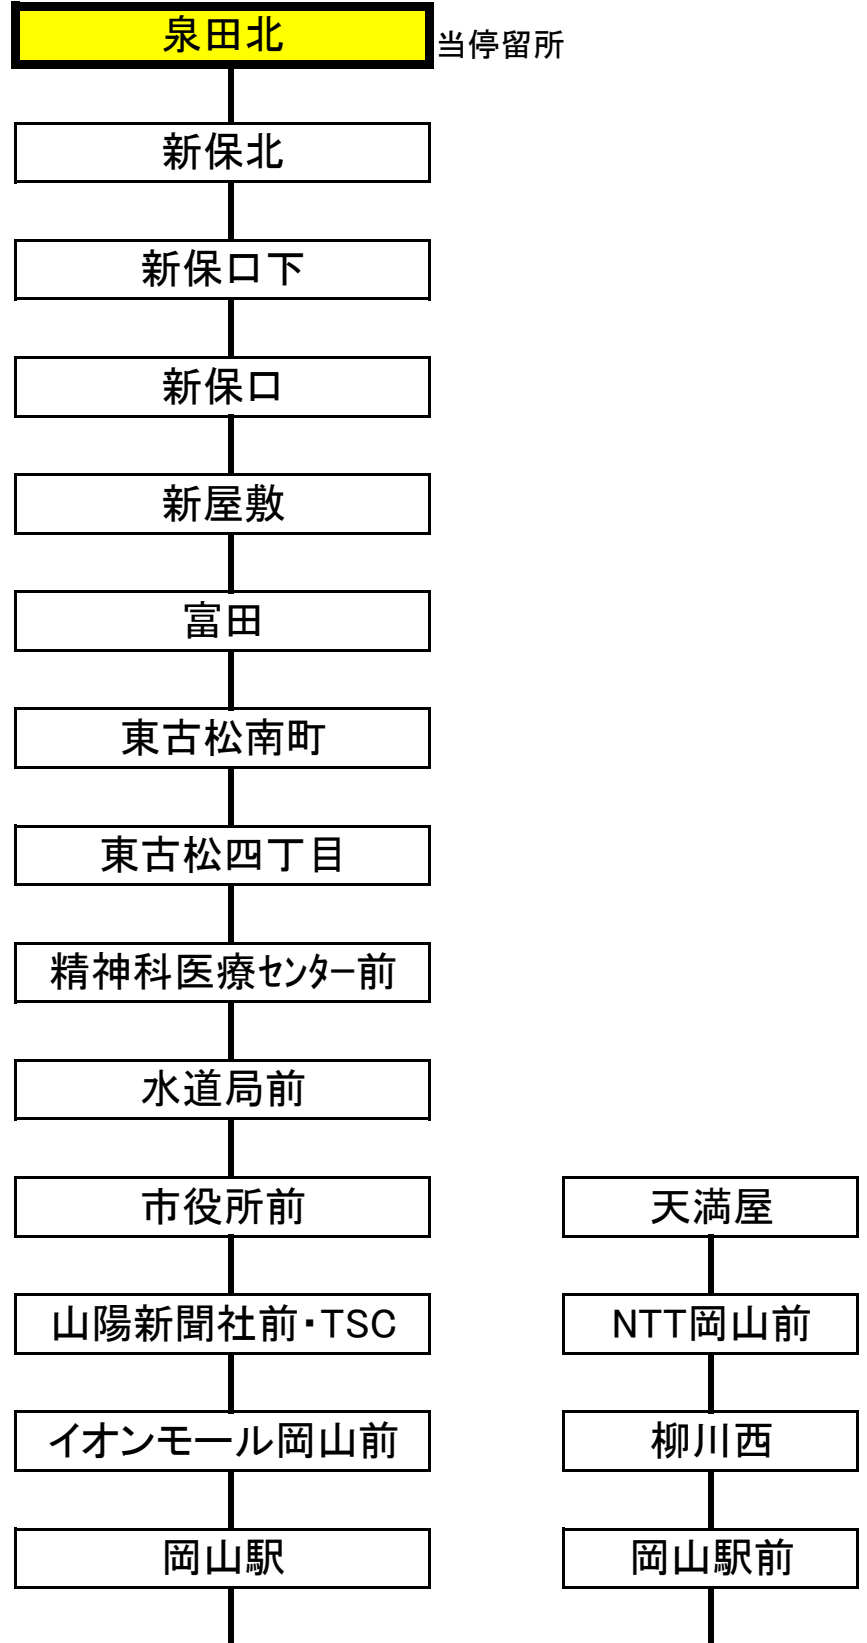 泉田北
当停留所
新保北
新保口下
新保口
新屋敷
富田
東古松南町
東古松四丁目
精神科医療ｾﾝﾀｰ前
水道局前
市役所前
山陽新聞社前・TSC
イオンモール岡山前
岡山駅
天満屋
NTT岡山前
柳川西
岡山駅前